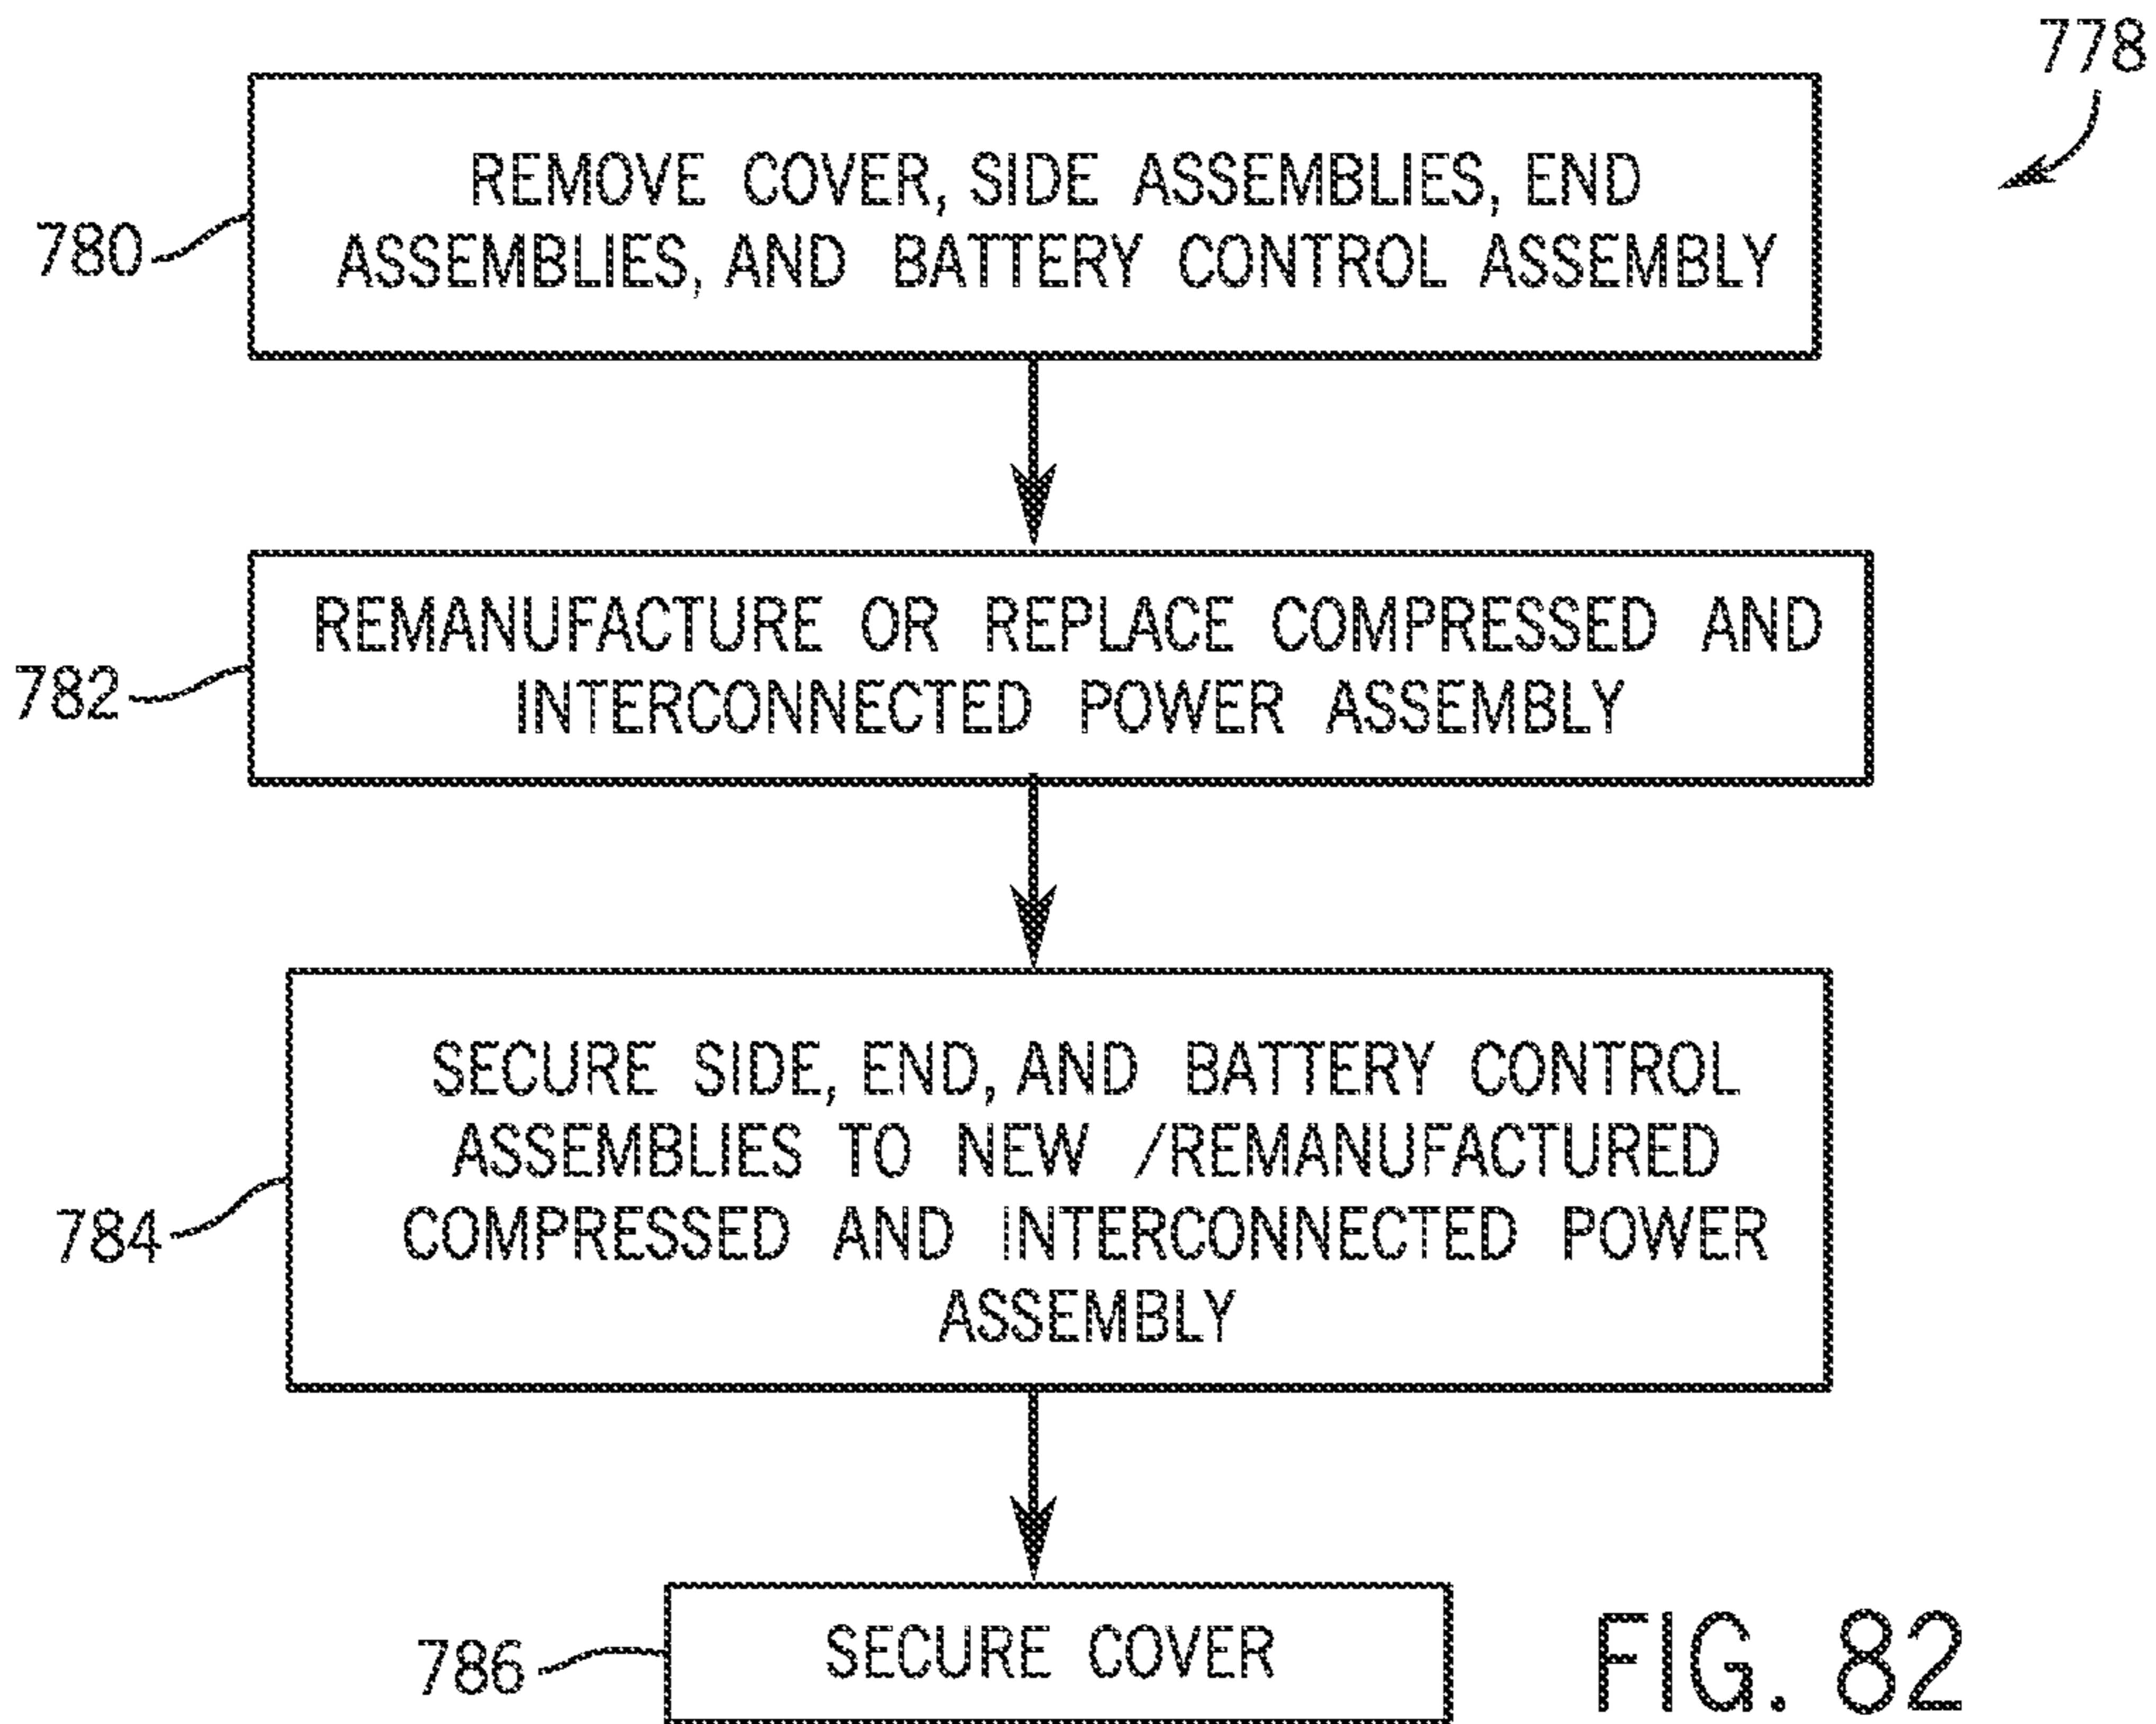 778
780
REMOVE COVER, SIDE ASSEMBLIES, END
ASSEMBLIES, AND BATTERY CONTROL ASSEMBLY
782
REMANUFACTURE OR REPLACE COMPRESSED AND
INTERCONNECTED POWER ASSEMBLY
784
SECURE SIDE, END, AND BATTERY CONTROL
ASSEMBLIES TO NEW /REMANUFACTURED
COMPRESSED AND INTERCONNECTED POWER
ASSEMBLY
786
SECURE COVER
FIG. 82